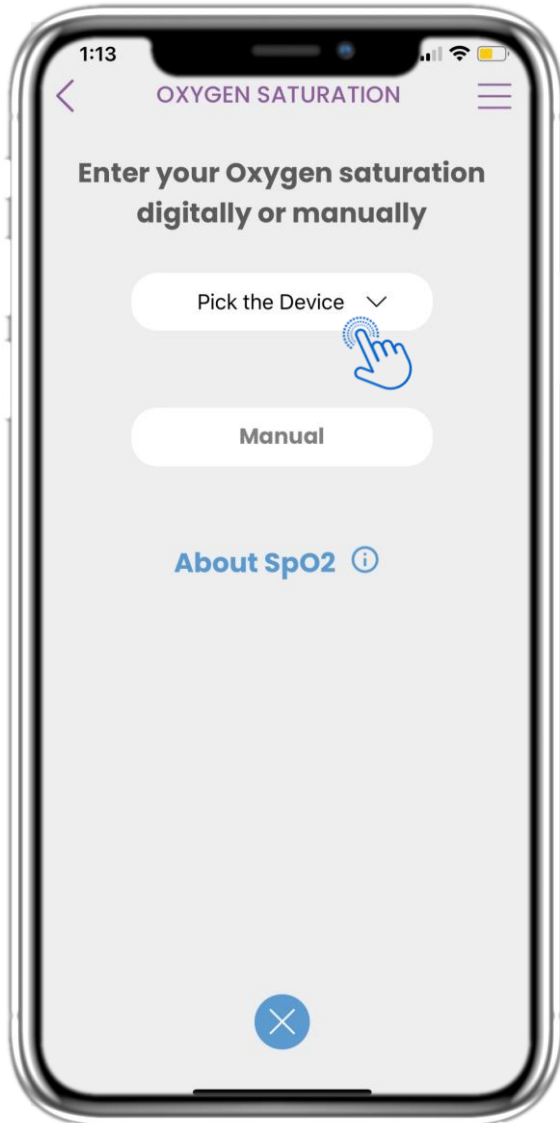 1:13
OXYGEN SATURATION
Enter your Oxygen saturation
digitally or manually
Pick the Device
Manual
About SpO2